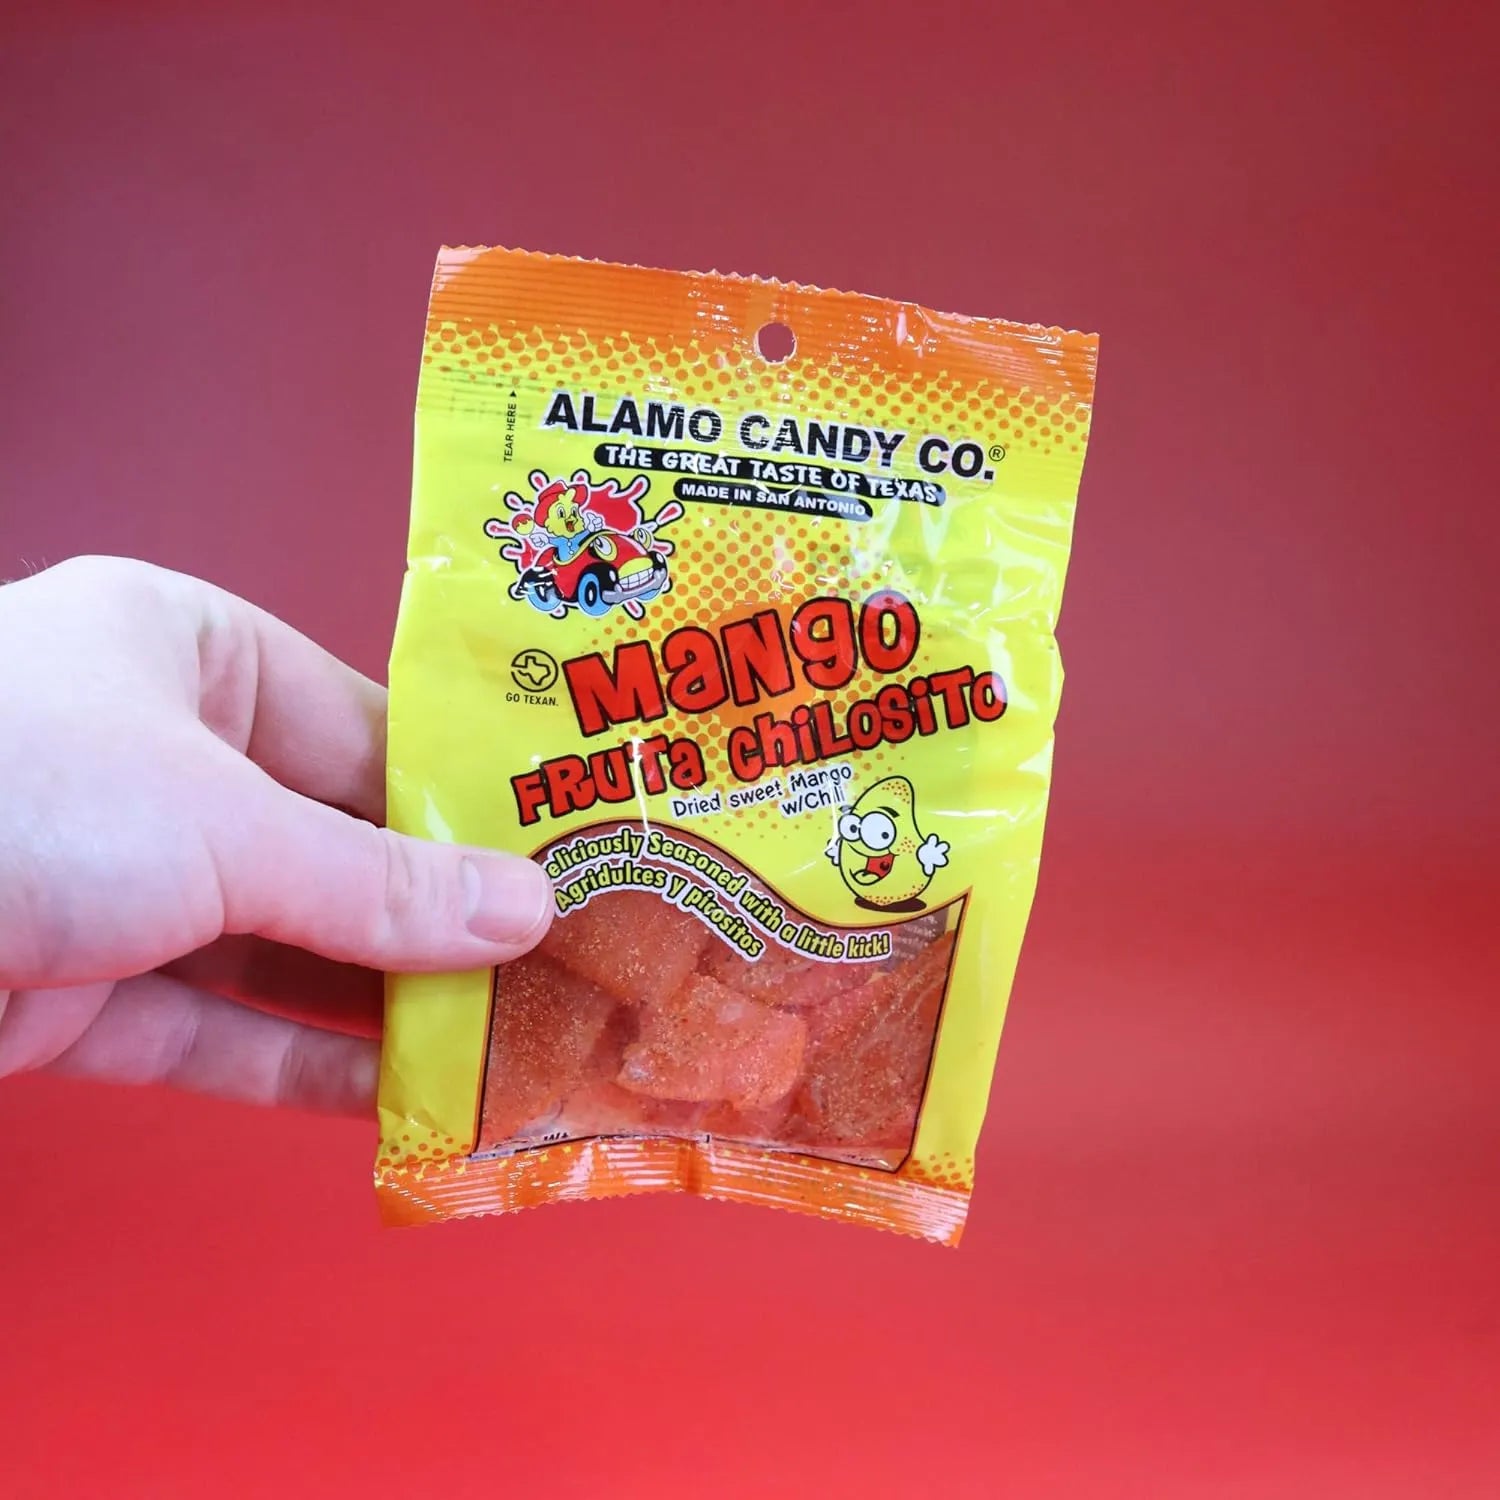 TEAR HERE
ALAMO CANDY CO.®
THE GREAT TASTE OF TEXAS
MADE IN SAN ANTONIO
GO TEXAN.
MaNgO
FRUTa ChiLOSiTO
Dried sweet Mango
w/Chili
eliciously Seasoned with a little kick!
Agridulces y picositos